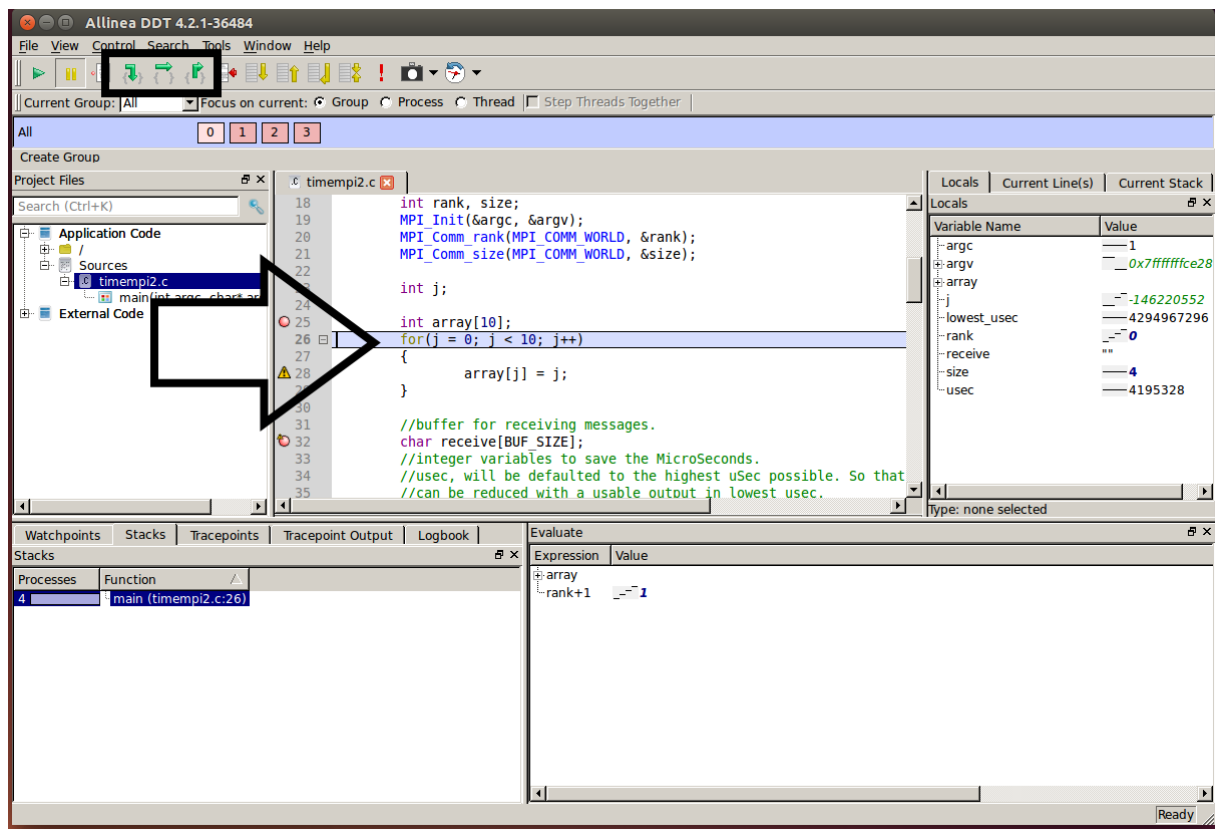 Allinea DDT 4.2.1-36484
File View Control Search Tools Window Help
Current Group: All Focus on current: Group Process Thread Step Threads Together
All 0 1 2 3
Create Group
Project Files
Search (Ctrl+K)
Application Code
/
Sources
timempi2.c
main(int argc, char* ar
External Code
timempi2.c
18 int rank, size;
19 MPI_Init(&argc, &argv);
20 MPI_Comm_rank(MPI_COMM_WORLD, &rank);
21 MPI_Comm_size(MPI_COMM_WORLD, &size);
22
23 int j;
24
25 int array[10];
26 for(j = 0; j < 10; j++)
27 {
28 array[j] = j;
29 }
30
31 //buffer for receiving messages.
32 char receive[BUF_SIZE];
33 //integer variables to save the MicroSeconds.
34 //usec, will be defaulted to the highest uSec possible. So that
35 //can be reduced with a usable output in lowest usec.
Locals Current Line(s) Current Stack
Locals
Variable Name Value
argc 1
argv 0x7fffffffce28
array
j -146220552
lowest_usec 4294967296
rank 0
receive ""
size 4
usec 4195328
Type: none selected
Watchpoints Stacks Tracepoints Tracepoint Output Logbook
Stacks
Processes Function
4 main (timempi2.c:26)
Evaluate
Expression Value
array
rank+1 1
Ready